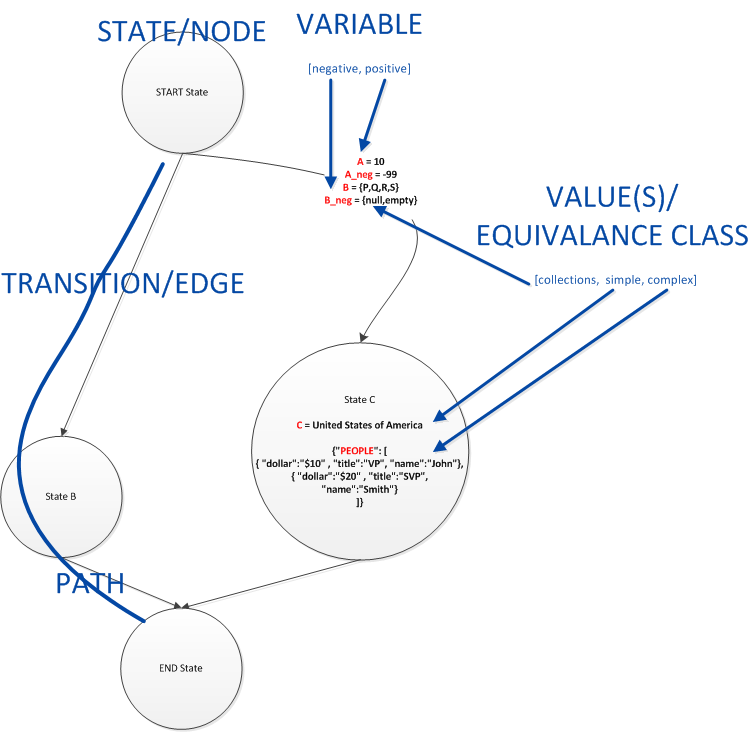 STATE/NODE
VARIABLE
[negative, positive]
START State
A = 10
A_neg = -99
B = {P,Q,R,S}
B_neg = {null,empty}
VALUE(S)/
EQUIVALANCE CLASS
[collections,  simple, complex]
TRANSITION/EDGE
State C
C = United States of America
{"PEOPLE": [
{ "dollar":"$10" , "title":"VP", "name":"John"},
{ "dollar":"$20" , "title":"SVP",
"name":"Smith"}
]}
State B
PATH
END State